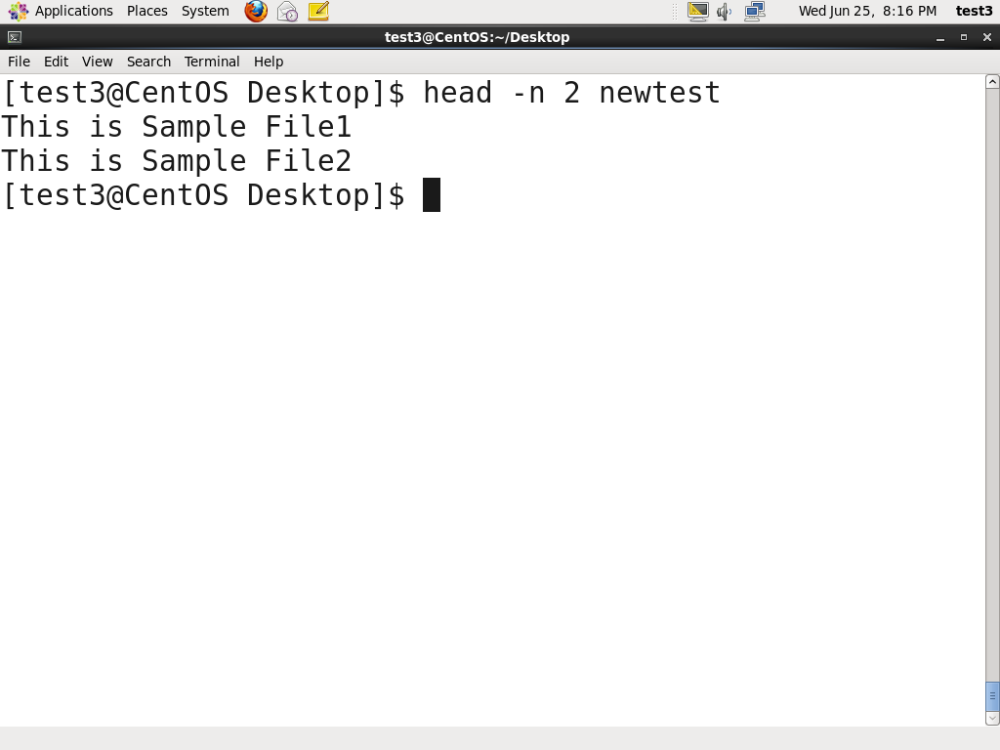 Applications Places System Wed Jun 25, 8:16 PM test3
test3@CentOS:~/Desktop
File Edit View Search Terminal Help
[test3@CentOS Desktop]$ head -n 2 newtest
This is Sample File1
This is Sample File2
[test3@CentOS Desktop]$